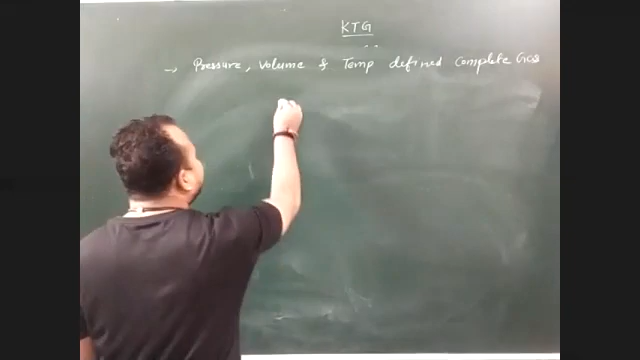 KTG
→ Pressure, Volume & Temp defined complete Gas